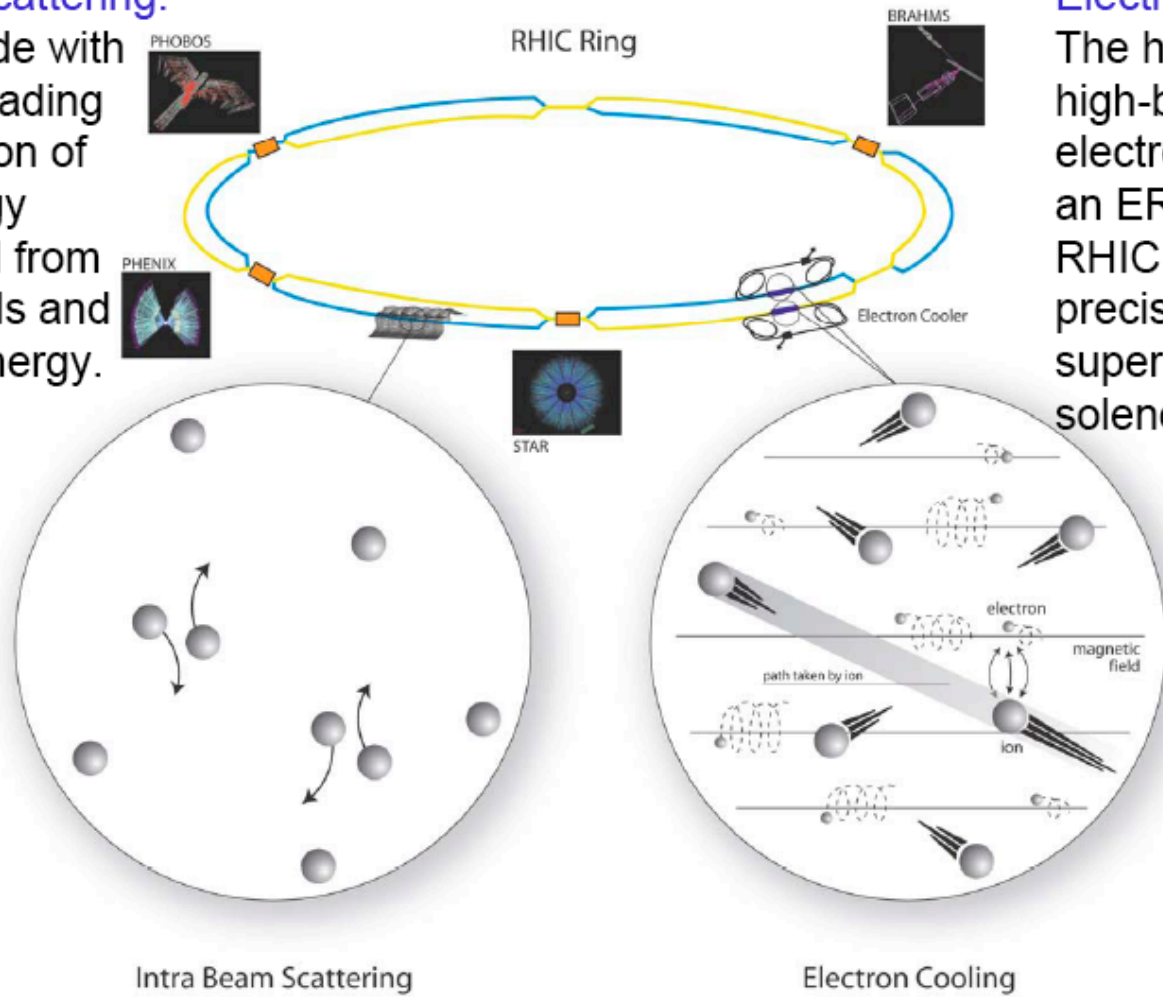 cattering:
de with
ading
on of
gy
l from
ls and
nergy.
PHOBOS
RHIC Ring
BRAHMS
PHENIX
STAR
Electron Cooler
Electr
The h
high-b
electro
an ER
RHIC
precis
super
soleno
electron
magnetic
field
path taken by ion
ion
Intra Beam Scattering
Electron Cooling